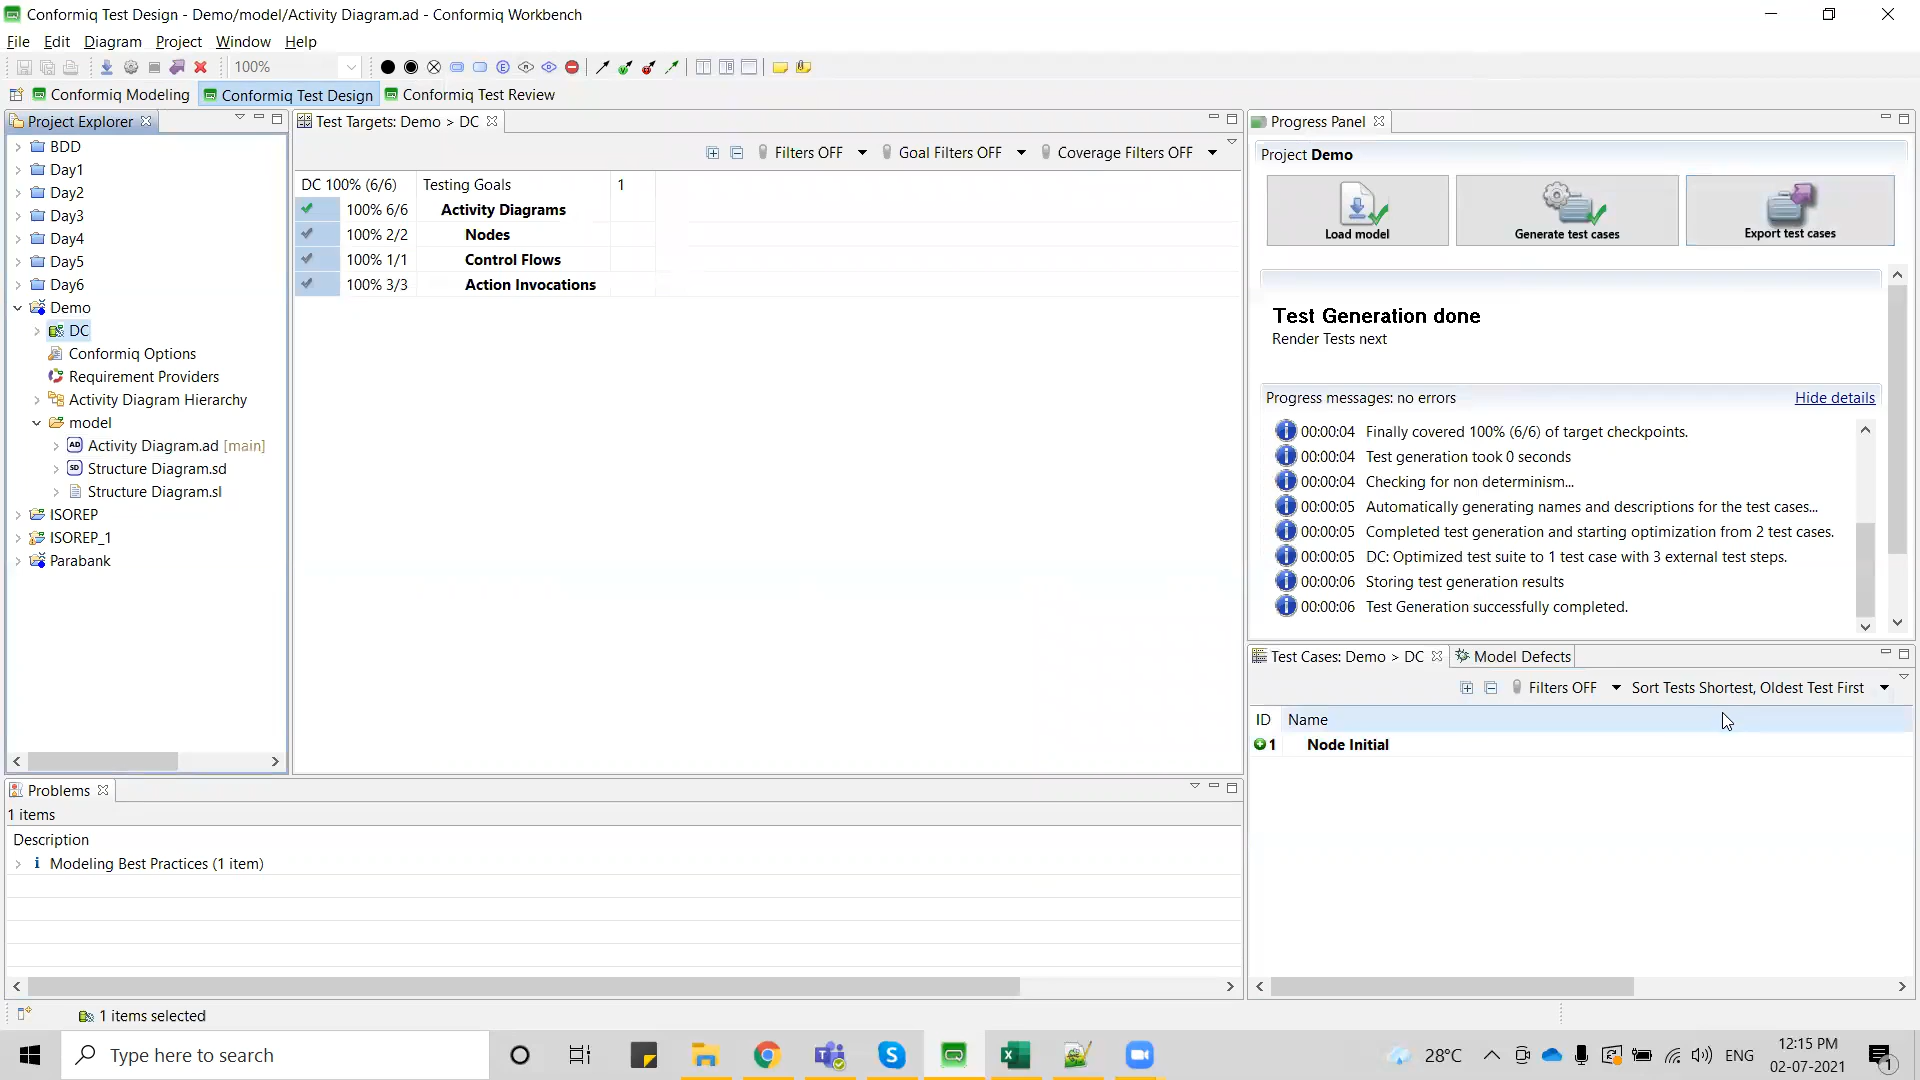 Conformiq Test Design - Demo/model/Activity Diagram.ad - Conformiq Workbench
File Edit Diagram Project Window Help
100%
Conformiq Modeling Conformiq Test Design Conformiq Test Review
Project Explorer
BDD
Day1
Day2
Day3
Day4
Day5
Day6
Demo
DC
Conformiq Options
Requirement Providers
Activity Diagram Hierarchy
model
AD Activity Diagram.ad [main]
SD Structure Diagram.sd
Structure Diagram.sl
ISOREP
ISOREP_1
Parabank
Test Targets: Demo > DC
Filters OFF Goal Filters OFF Coverage Filters OFF
DC 100% (6/6) Testing Goals 1
100% 6/6 Activity Diagrams
100% 2/2 Nodes
100% 1/1 Control Flows
100% 3/3 Action Invocations
Progress Panel
Project Demo
Load model Generate test cases Export test cases
Test Generation done
Render Tests next
Progress messages: no errors Hide details
00:00:04 Finally covered 100% (6/6) of target checkpoints.
00:00:04 Test generation took 0 seconds
00:00:04 Checking for non determinism...
00:00:05 Automatically generating names and descriptions for the test cases...
00:00:05 Completed test generation and starting optimization from 2 test cases.
00:00:05 DC: Optimized test suite to 1 test case with 3 external test steps.
00:00:06 Storing test generation results
00:00:06 Test Generation successfully completed.
Test Cases: Demo > DC Model Defects
Filters OFF Sort Tests Shortest, Oldest Test First
ID Name
1 Node Initial
Problems
1 items
Description
Modeling Best Practices (1 item)
1 items selected
Type here to search
28°C ENG
12:15 PM
02-07-2021
1